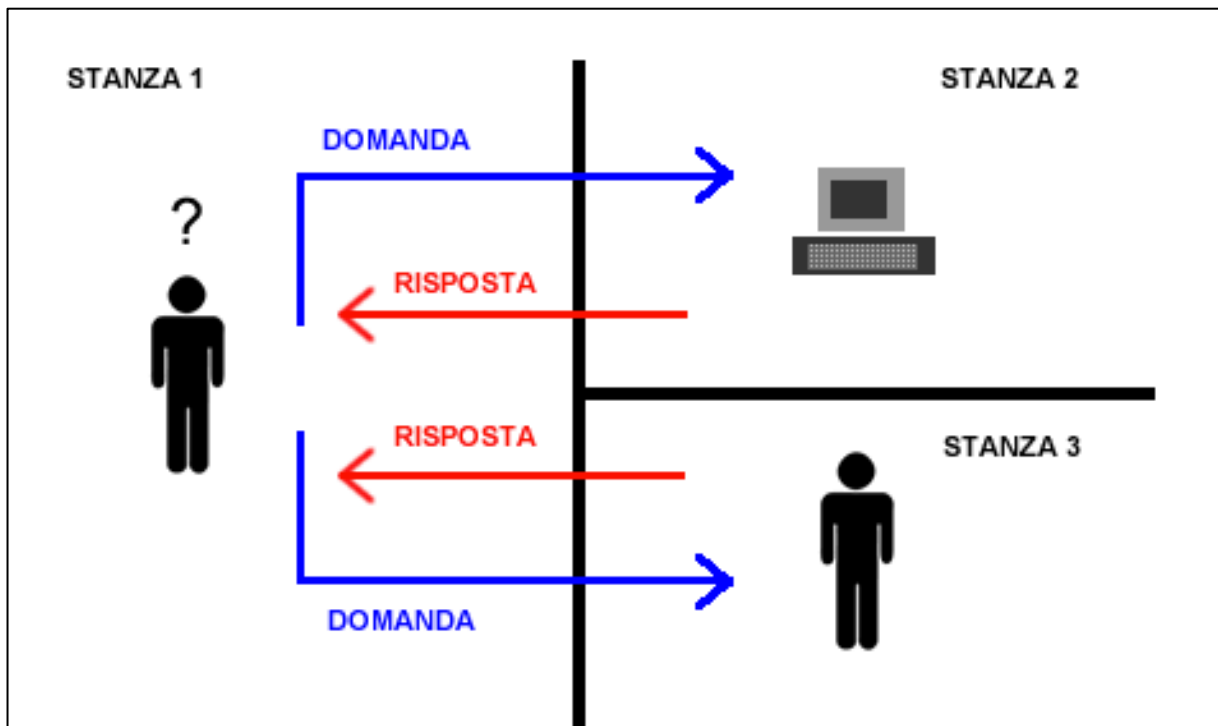 STANZA 1
STANZA 2
DOMANDA
?
RISPOSTA
RISPOSTA
STANZA 3
DOMANDA